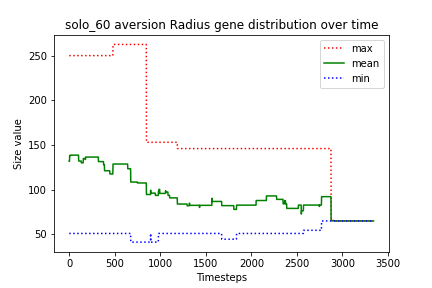 solo_60 aversion Radius gene distribution over time
max
mean
min
Size value
250
200
150
100
50
0 500 1000 1500 2000 2500 3000 3500
Timesteps